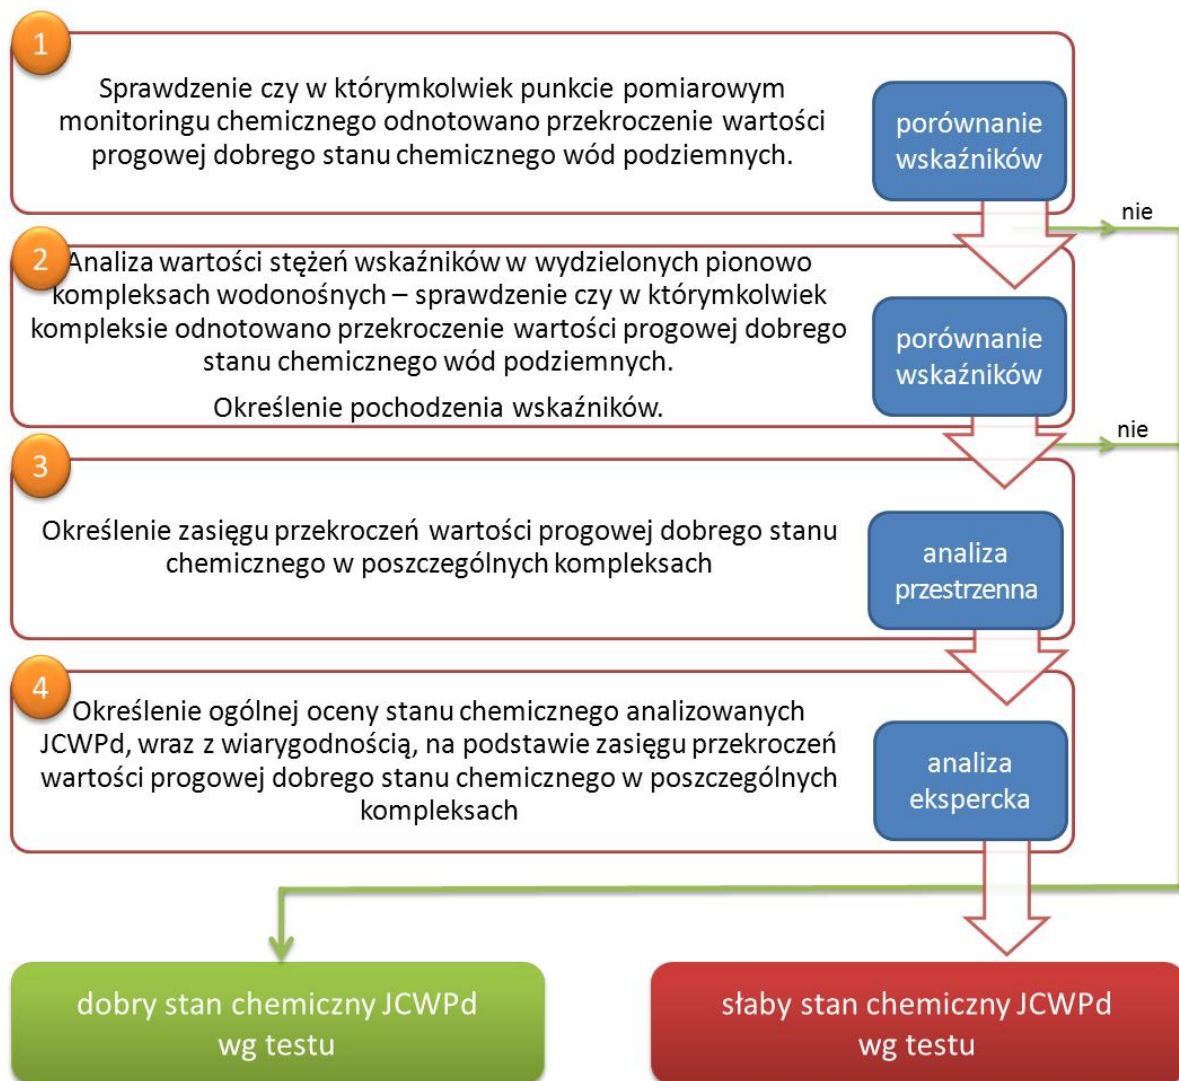 1
Sprawdzenie czy w którymkolwiek punkcie pomiarowym
monitoringu chemicznego odnotowano przekroczenie wartości
progowej dobrego stanu chemicznego wód podziemnych.
porównanie
wskaźników
nie
2
Analiza wartości stężeń wskaźników w wydzielonych pionowo
kompleksach wodonośnych – sprawdzenie czy w którymkolwiek
kompleksie odnotowano przekroczenie wartości progowej dobrego
stanu chemicznego wód podziemnych.
Określenie pochodzenia wskaźników.
porównanie
wskaźników
nie
3
Określenie zasięgu przekroczeń wartości progowej dobrego stanu
chemicznego w poszczególnych kompleksach
analiza
przestrzenna
4
Określenie ogólnej oceny stanu chemicznego analizowanych
JCWPd, wraz z wiarygodnością, na podstawie zasięgu przekroczeń
wartości progowej dobrego stanu chemicznego w poszczególnych
kompleksach
analiza
ekspercka
dobry stan chemiczny JCWPd
wg testu
słaby stan chemiczny JCWPd
wg testu